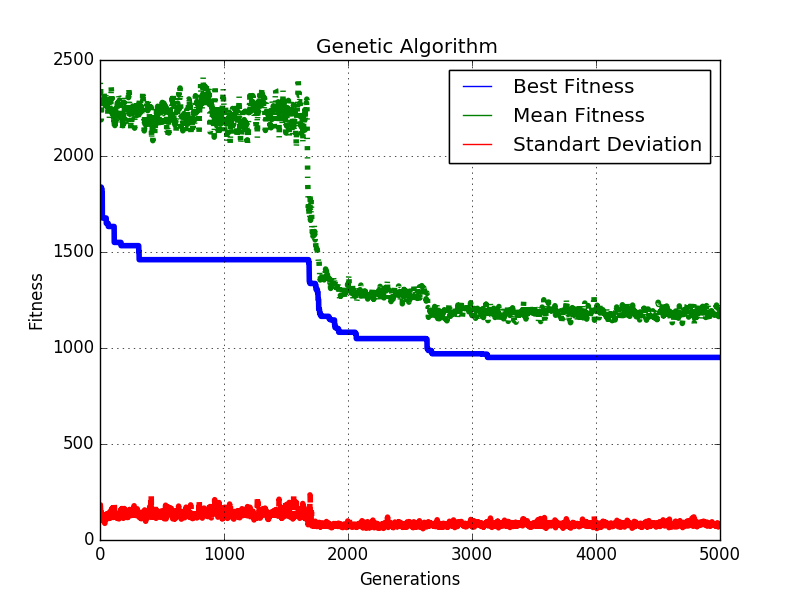 Genetic Algorithm
2500
2000
1500
1000
500
0
Fitness
Best Fitness
Mean Fitness
Standart Deviation
0 1000 2000 3000 4000 5000
Generations